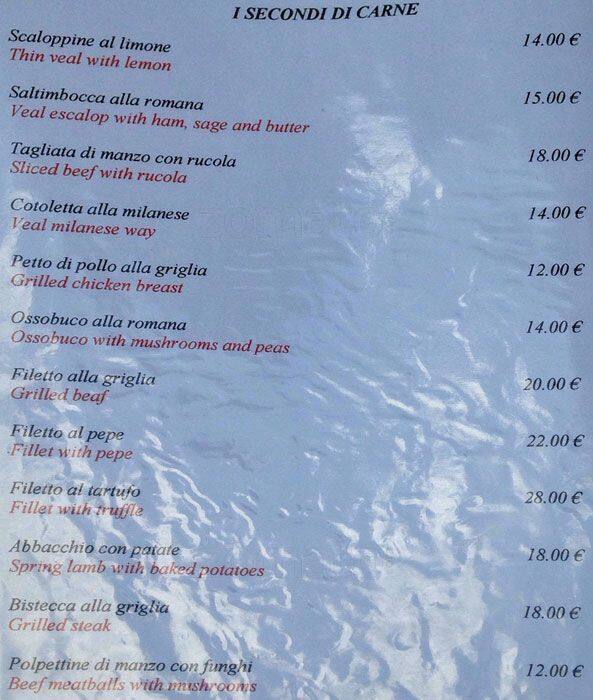 I SECONDI DI CARNE
Scaloppine al limone 14.00 €
Thin veal with lemon
Saltimbocca alla romana 15.00 €
Veal escalop with ham, sage and butter
Tagliata di manzo con rucola 18.00 €
Sliced beef with rucola
Cotoletta alla milanese 14.00 €
Veal milanese way
Petto di pollo alla griglia 12.00 €
Grilled chicken breast
Ossobuco alla romana 14.00 €
Ossobuco with mushrooms and peas
Filetto alla griglia 20.00 €
Grilled beaf
Filetto al pepe 22.00 €
Fillet with pepe
Filetto al tartufo 28.00 €
Fillet with truffle
Abbacchio con patate 18.00 €
Spring lamb with baked potatoes
Bistecca alla griglia 18.00 €
Grilled steak
Polpettine di manzo con funghi 12.00 €
Beef meatballs with mushrooms